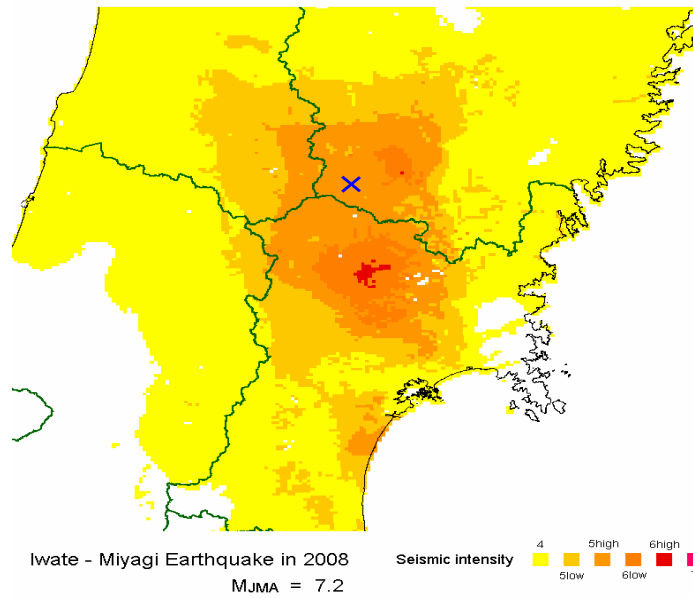 Iwate - Miyagi Earthquake in 2008
MJMA = 7.2
Seismic intensity
4 5high 6high
5low 6low